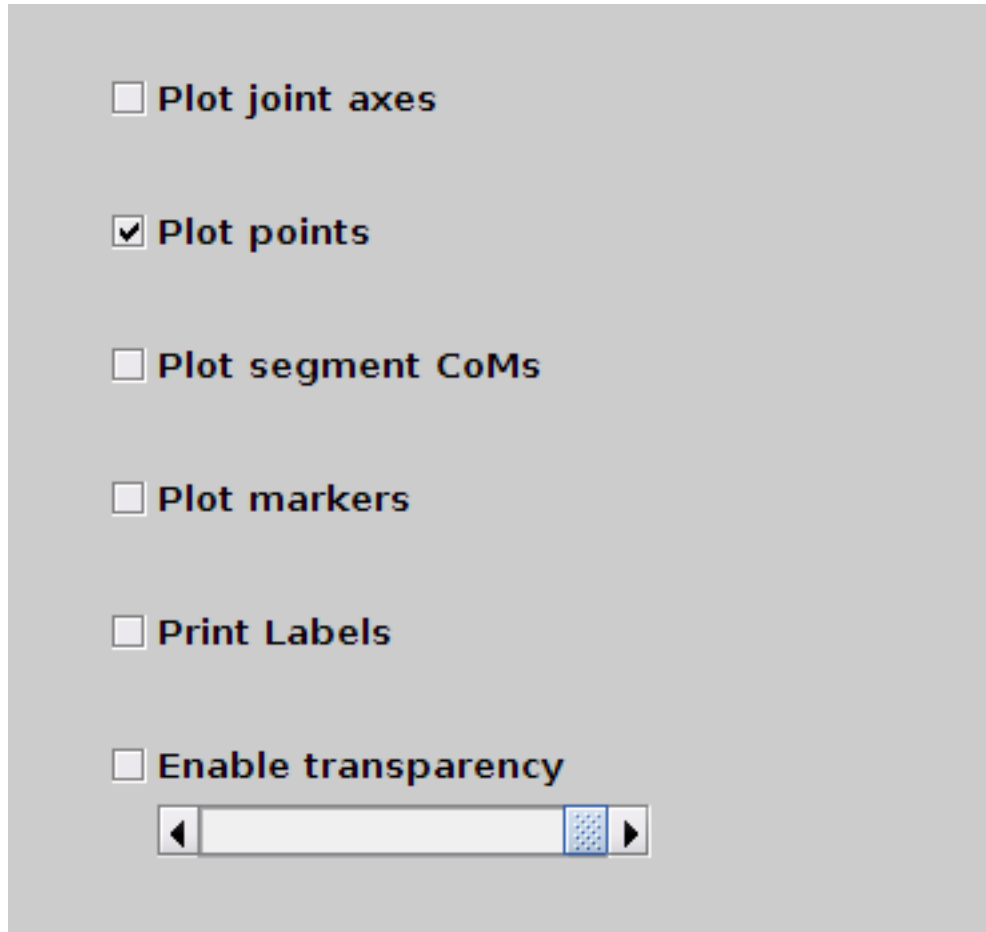 Plot joint axes
Plot points
Plot segment CoMs
Plot markers
Print Labels
Enable transparency